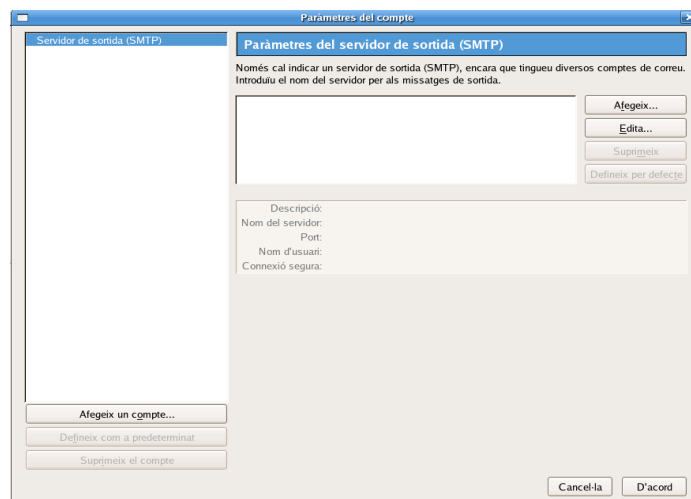 Paràmetres del compte
Servidor de sortida (SMTP)
Paràmetres del servidor de sortida (SMTP)
Només cal indicar un servidor de sortida (SMTP), encara que tingueu diversos comptes de correu.
Introduïu el nom del servidor per als missatges de sortida.
Afegeix...
Edita...
Suprimeix
Defineix per defecte
Descripció:
Nom del servidor:
Port:
Nom d'usuari:
Connexió segura:
Afegeix un compte...
Defineix com a predeterminat
Suprimeix el compte
Cancel·la
D'acord